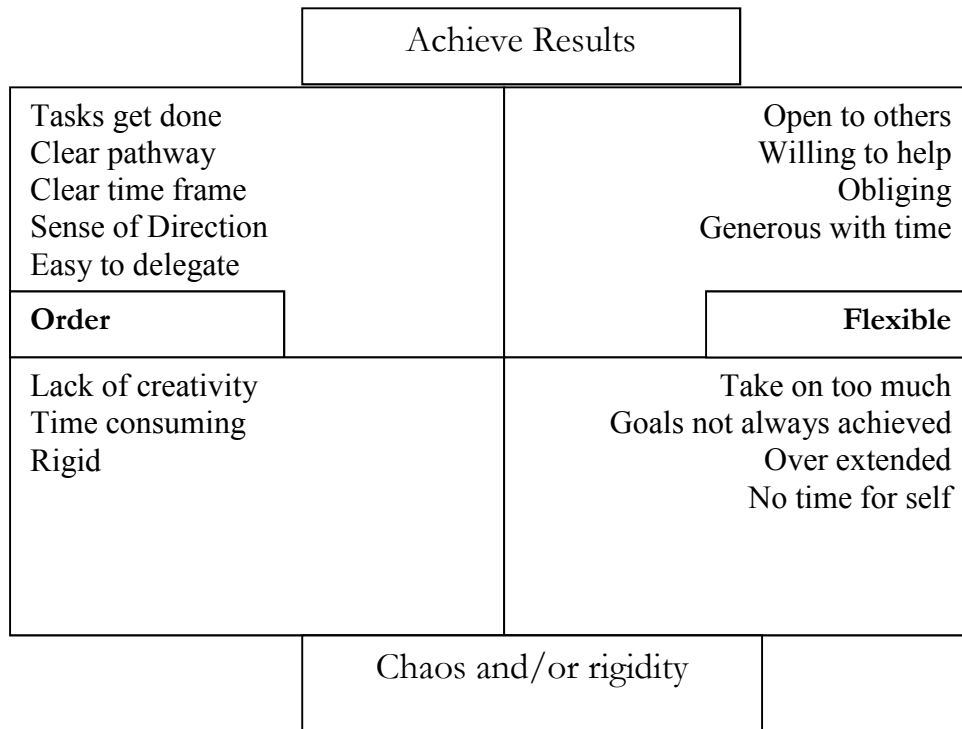 Achieve Results
Tasks get done
Clear pathway
Clear time frame
Sense of Direction
Easy to delegate
Open to others
Willing to help
Obliging
Generous with time
Order
Flexible
Lack of creativity
Time consuming
Rigid
Take on too much
Goals not always achieved
Over extended
No time for self
Chaos and/or rigidity